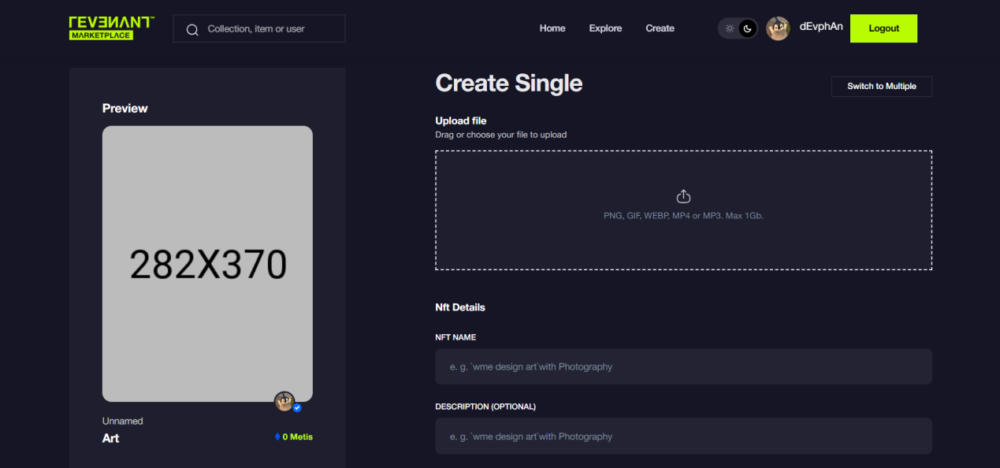 REVENANT™
MARKETPLACE
Collection, item or user
Home
Explore
Create
dEvphAn
Logout
Preview
282X370
Unnamed
Art
0 Metis
Create Single
Switch to Multiple
Upload file
Drag or choose your file to upload
PNG, GIF, WEBP, MP4 or MP3. Max 1Gb.
Nft Details
NFT NAME
e. g. `wme design art`with Photography
DESCRIPTION (OPTIONAL)
e. g. `wme design art`with Photography